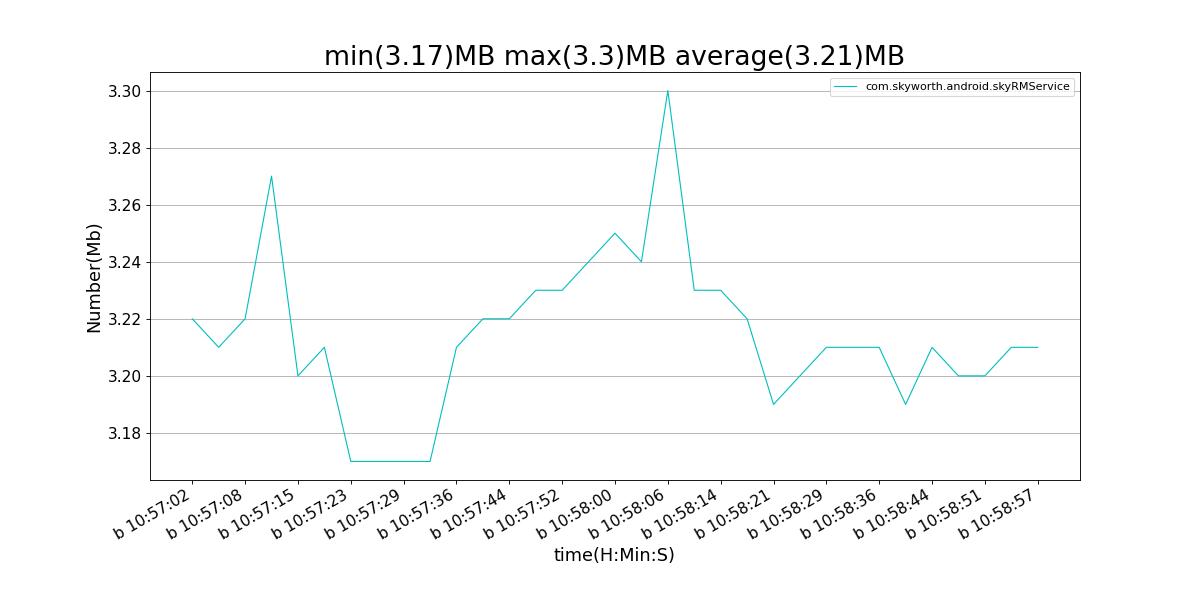 min(3.17)MB max(3.3)MB average(3.21)MB
com.skyworth.android.skyRMService
Number(Mb)
3.30
3.28
3.26
3.24
3.22
3.20
3.18
b 10:57:02
b 10:57:08
b 10:57:15
b 10:57:23
b 10:57:29
b 10:57:36
b 10:57:44
b 10:57:52
b 10:58:00
b 10:58:06
b 10:58:14
b 10:58:21
b 10:58:29
b 10:58:36
b 10:58:44
b 10:58:51
b 10:58:57
time(H:Min:S)